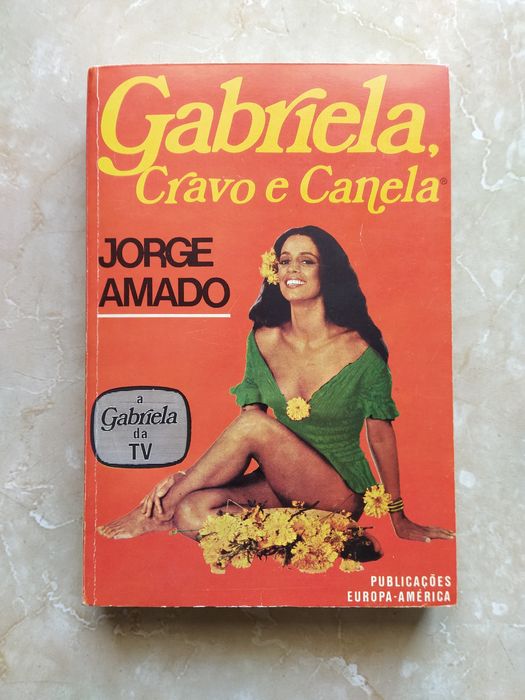 Gabriela,
Cravo e Canela®
JORGE
AMADO
a
Gabriela
da
TV
PUBLICAÇÕES
EUROPA-AMÉRICA